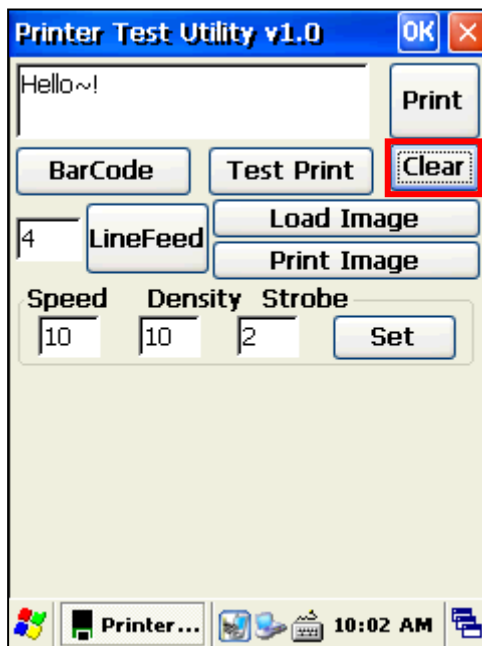 Printer Test Utility v1.0 OK
Hello~!
Print
BarCode Test Print Clear
4 LineFeed Load Image
Print Image
Speed Density Strobe
10 10 2 Set
Printer... 10:02 AM